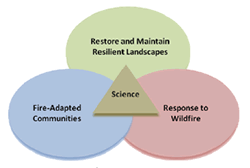 Restore and Maintain
Resilient Landscapes
Science
Fire-Adapted
Communities
Response to
Wildfire